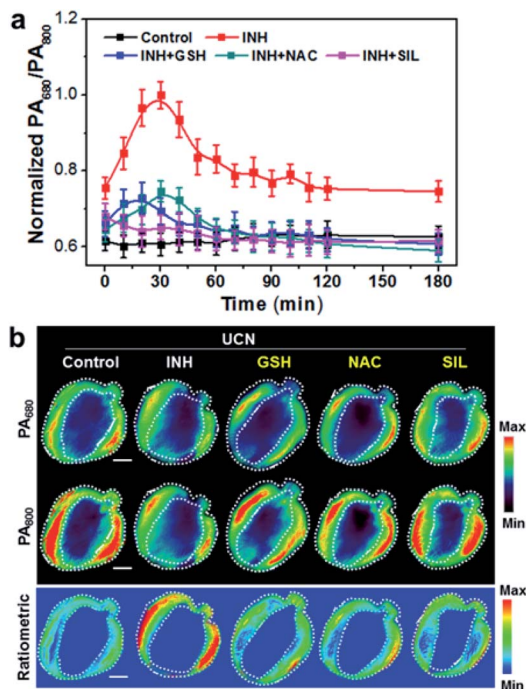 a
Control INH
INH+GSH INH+NAC INH+SIL
Normalized PA680/PA800
1.2
1.0
0.8
0.6
0 30 60 90 120 150 180
Time (min)
b
UCN
Control INH GSH NAC SIL
PA680
PA800
Max
Min
Ratiometric
Max
Min